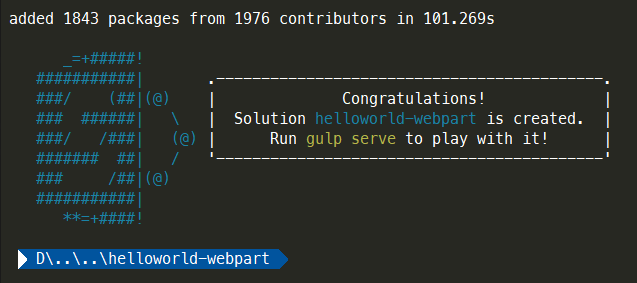 added 1843 packages from 1976 contributors in 101.269s
      _=+#####!
   ###########|       .--------------------------------------------.
   ###/    (##|(@)    |              Congratulations!              |
   ###  ######|   \   |  Solution helloworld-webpart is created.  |
   ###/   /###|   (@) |      Run gulp serve to play with it!      |
   #######  ##|   /   '--------------------------------------------'
   ###     /##|(@)
   ###########|
      **=+####!
D\..\..\helloworld-webpart